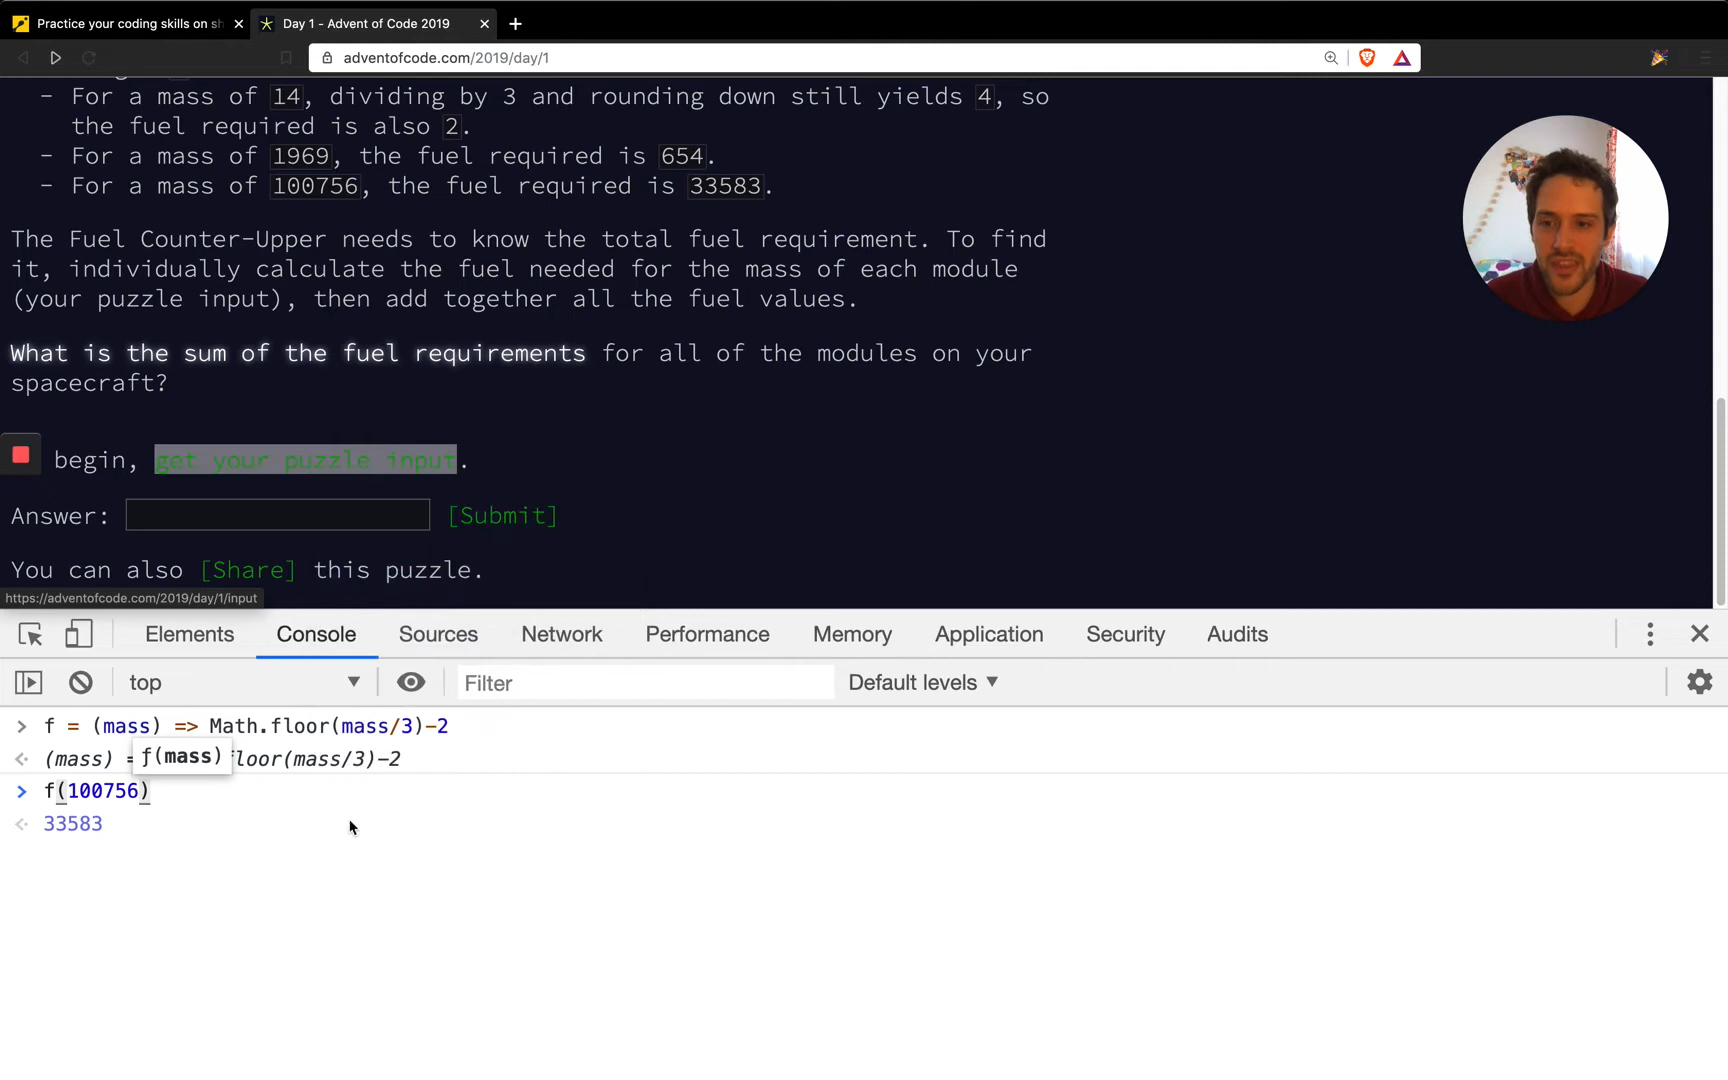 Practice your coding skills on sh
Day 1 - Advent of Code 2019
adventofcode.com/2019/day/1
- For a mass of 14, dividing by 3 and rounding down still yields 4, so
the fuel required is also 2.
- For a mass of 1969, the fuel required is 654.
- For a mass of 100756, the fuel required is 33583.
The Fuel Counter-Upper needs to know the total fuel requirement. To find
it, individually calculate the fuel needed for the mass of each module
(your puzzle input), then add together all the fuel values.
What is the sum of the fuel requirements for all of the modules on your
spacecraft?
begin, get your puzzle input.
Answer: [Submit]
You can also [Share] this puzzle.
https://adventofcode.com/2019/day/1/input
Elements Console Sources Network Performance Memory Application Security Audits
top Filter Default levels
> f = (mass) => Math.floor(mass/3)-2
(mass) = ƒ(mass) floor(mass/3)-2
> f(100756)
33583